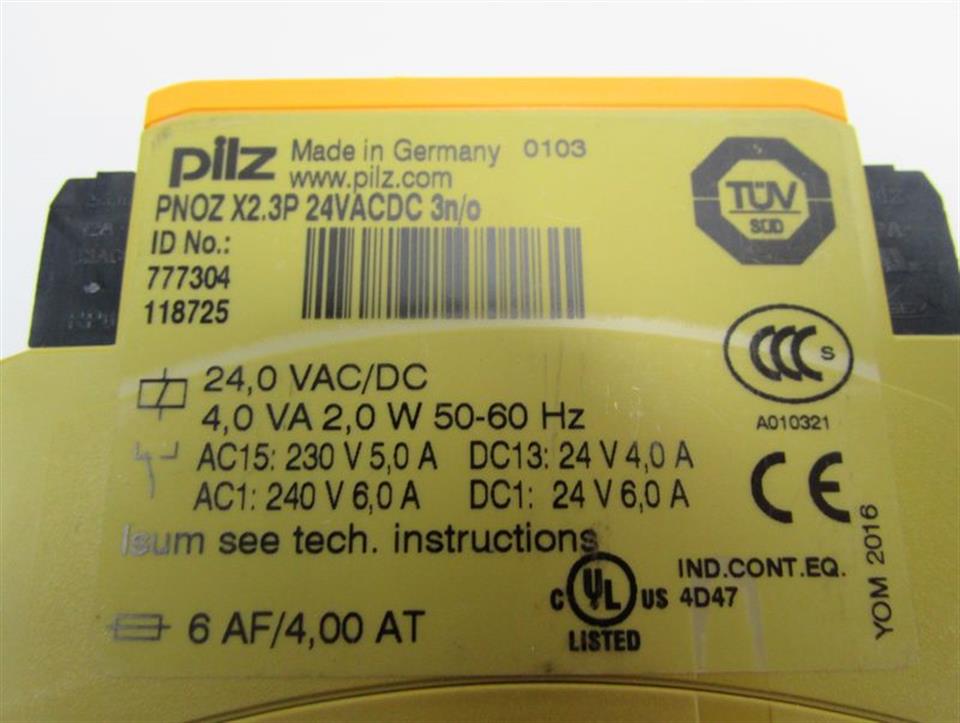 pilz Made in Germany 0103
www.pilz.com
PNOZ X2.3P 24VACDC 3n/o
TÜV
SÜD
ID No.:
777304
118725
24,0 VAC/DC
4,0 VA 2,0 W 50-60 Hz
CCC S
A010321
AC15: 230 V 5,0 A DC13: 24 V 4,0 A
AC1: 240 V 6,0 A DC1: 24 V 6,0 A
CE
Isum see tech. instructions
YOM 2016
C UL US
LISTED
IND.CONT.EQ.
4D47
6 AF/4,00 AT